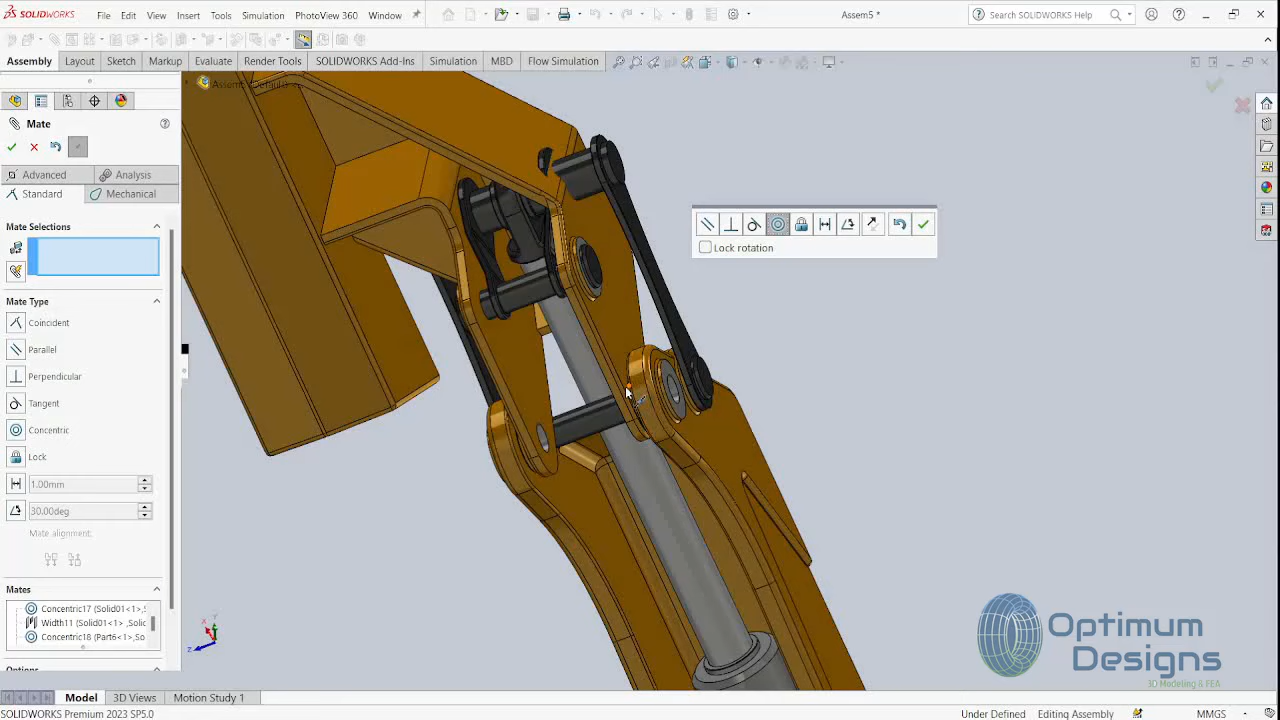 SOLIDWORKS File Edit View Insert Tools Simulation PhotoView 360 Window Assem5 * Search SOLIDWORKS Help
Assembly Layout Sketch Markup Evaluate Render Tools SOLIDWORKS Add-Ins Simulation MBD Flow Simulation
Mate
Advanced Analysis
Standard Mechanical
Mate Selections
Mate Type
Coincident
Parallel
Perpendicular
Tangent
Concentric
Lock
1.00mm
30.00deg
Mate alignment:
Mates
Concentric17 (Solid01<1>,S
Width11 (Solid01<1> ,Solid
Concentric18 (Part6<1>,So
Options
Lock rotation
Y
X
Z
Optimum
Designs
3D Modeling & FEA
Model 3D Views Motion Study 1
SOLIDWORKS Premium 2023 SP5.0 Under Defined Editing Assembly MMGS